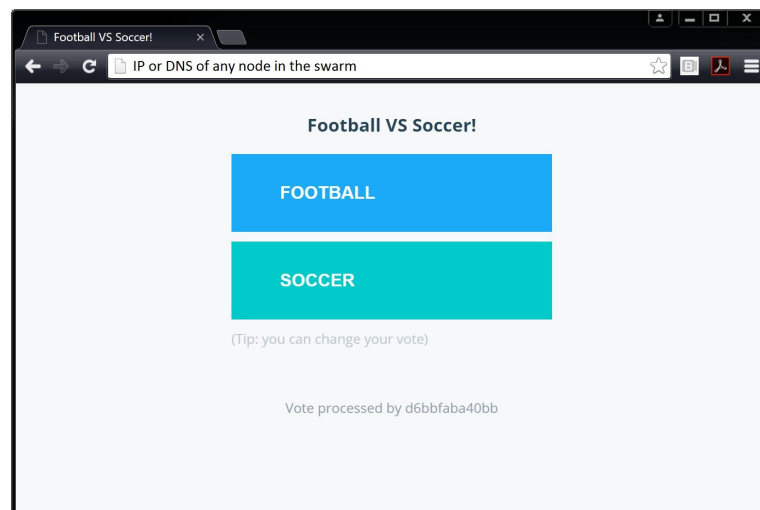 Football VS Soccer!
IP or DNS of any node in the swarm
Football VS Soccer!
FOOTBALL
SOCCER
(Tip: you can change your vote)
Vote processed by d6bbfaba40bb